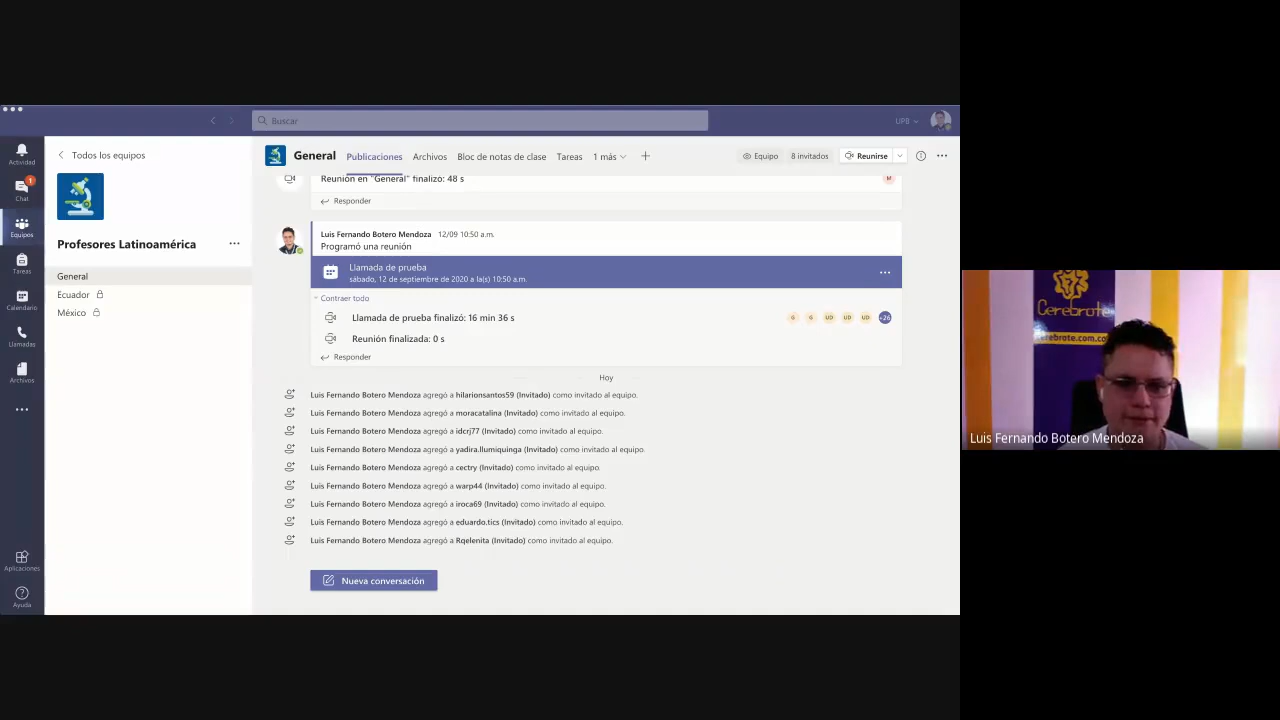 Buscar
UPB
Actividad
Chat
1
Equipos
Tareas
Calendario
Llamadas
Archivos
Aplicaciones
Ayuda
Todos los equipos
Profesores Latinoamérica
General
Ecuador
México
General
Publicaciones
Archivos
Bloc de notas de clase
Tareas
1 más
Equipo
8 invitados
Reunirse
Reunión en "General" finalizó: 48 s
M
Responder
Luis Fernando Botero Mendoza 12/09 10:50 a.m.
Programó una reunión
Llamada de prueba
sábado, 12 de septiembre de 2020 a la(s) 10:50 a.m.
Contraer todo
Llamada de prueba finalizó: 16 min 36 s
G G UD UD UD +26
Reunión finalizada: 0 s
Responder
Hoy
Luis Fernando Botero Mendoza agregó a hilarionsantos59 (Invitado) como invitado al equipo.
Luis Fernando Botero Mendoza agregó a moracatalina (Invitado) como invitado al equipo.
Luis Fernando Botero Mendoza agregó a idcrj77 (Invitado) como invitado al equipo.
Luis Fernando Botero Mendoza agregó a yadira.llumiquinga (Invitado) como invitado al equipo.
Luis Fernando Botero Mendoza agregó a cectry (Invitado) como invitado al equipo.
Luis Fernando Botero Mendoza agregó a warp44 (Invitado) como invitado al equipo.
Luis Fernando Botero Mendoza agregó a iroca69 (Invitado) como invitado al equipo.
Luis Fernando Botero Mendoza agregó a eduardo.tics (Invitado) como invitado al equipo.
Luis Fernando Botero Mendoza agregó a Rqelenita (Invitado) como invitado al equipo.
Nueva conversación
Cerebrote
cerebrote.com.co
Luis Fernando Botero Mendoza